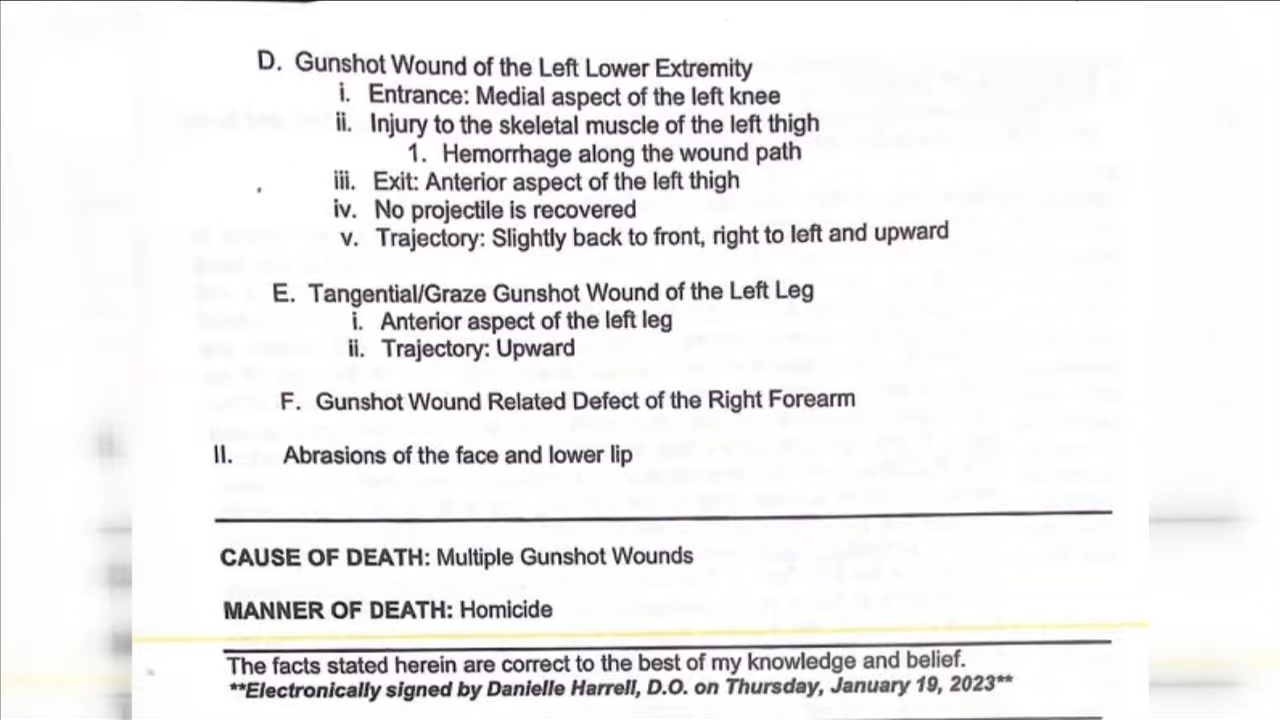 D. Gunshot Wound of the Left Lower Extremity
i. Entrance: Medial aspect of the left knee
ii. Injury to the skeletal muscle of the left thigh
1. Hemorrhage along the wound path
iii. Exit: Anterior aspect of the left thigh
iv. No projectile is recovered
v. Trajectory: Slightly back to front, right to left and upward
E. Tangential/Graze Gunshot Wound of the Left Leg
i. Anterior aspect of the left leg
ii. Trajectory: Upward
F. Gunshot Wound Related Defect of the Right Forearm
II. Abrasions of the face and lower lip
CAUSE OF DEATH: Multiple Gunshot Wounds
MANNER OF DEATH: Homicide
The facts stated herein are correct to the best of my knowledge and belief.
**Electronically signed by Danielle Harrell, D.O. on Thursday, January 19, 2023**